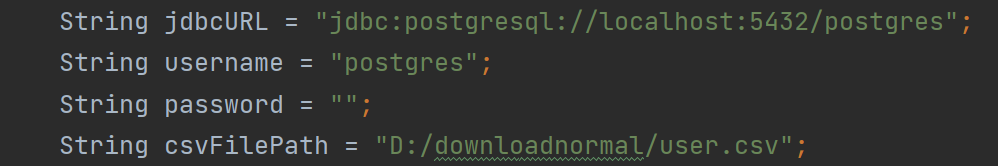 String jdbcURL = "jdbc:postgresql://localhost:5432/postgres";
String username = "postgres";
String password = "";
String csvFilePath = "D:/downloadnormal/user.csv";